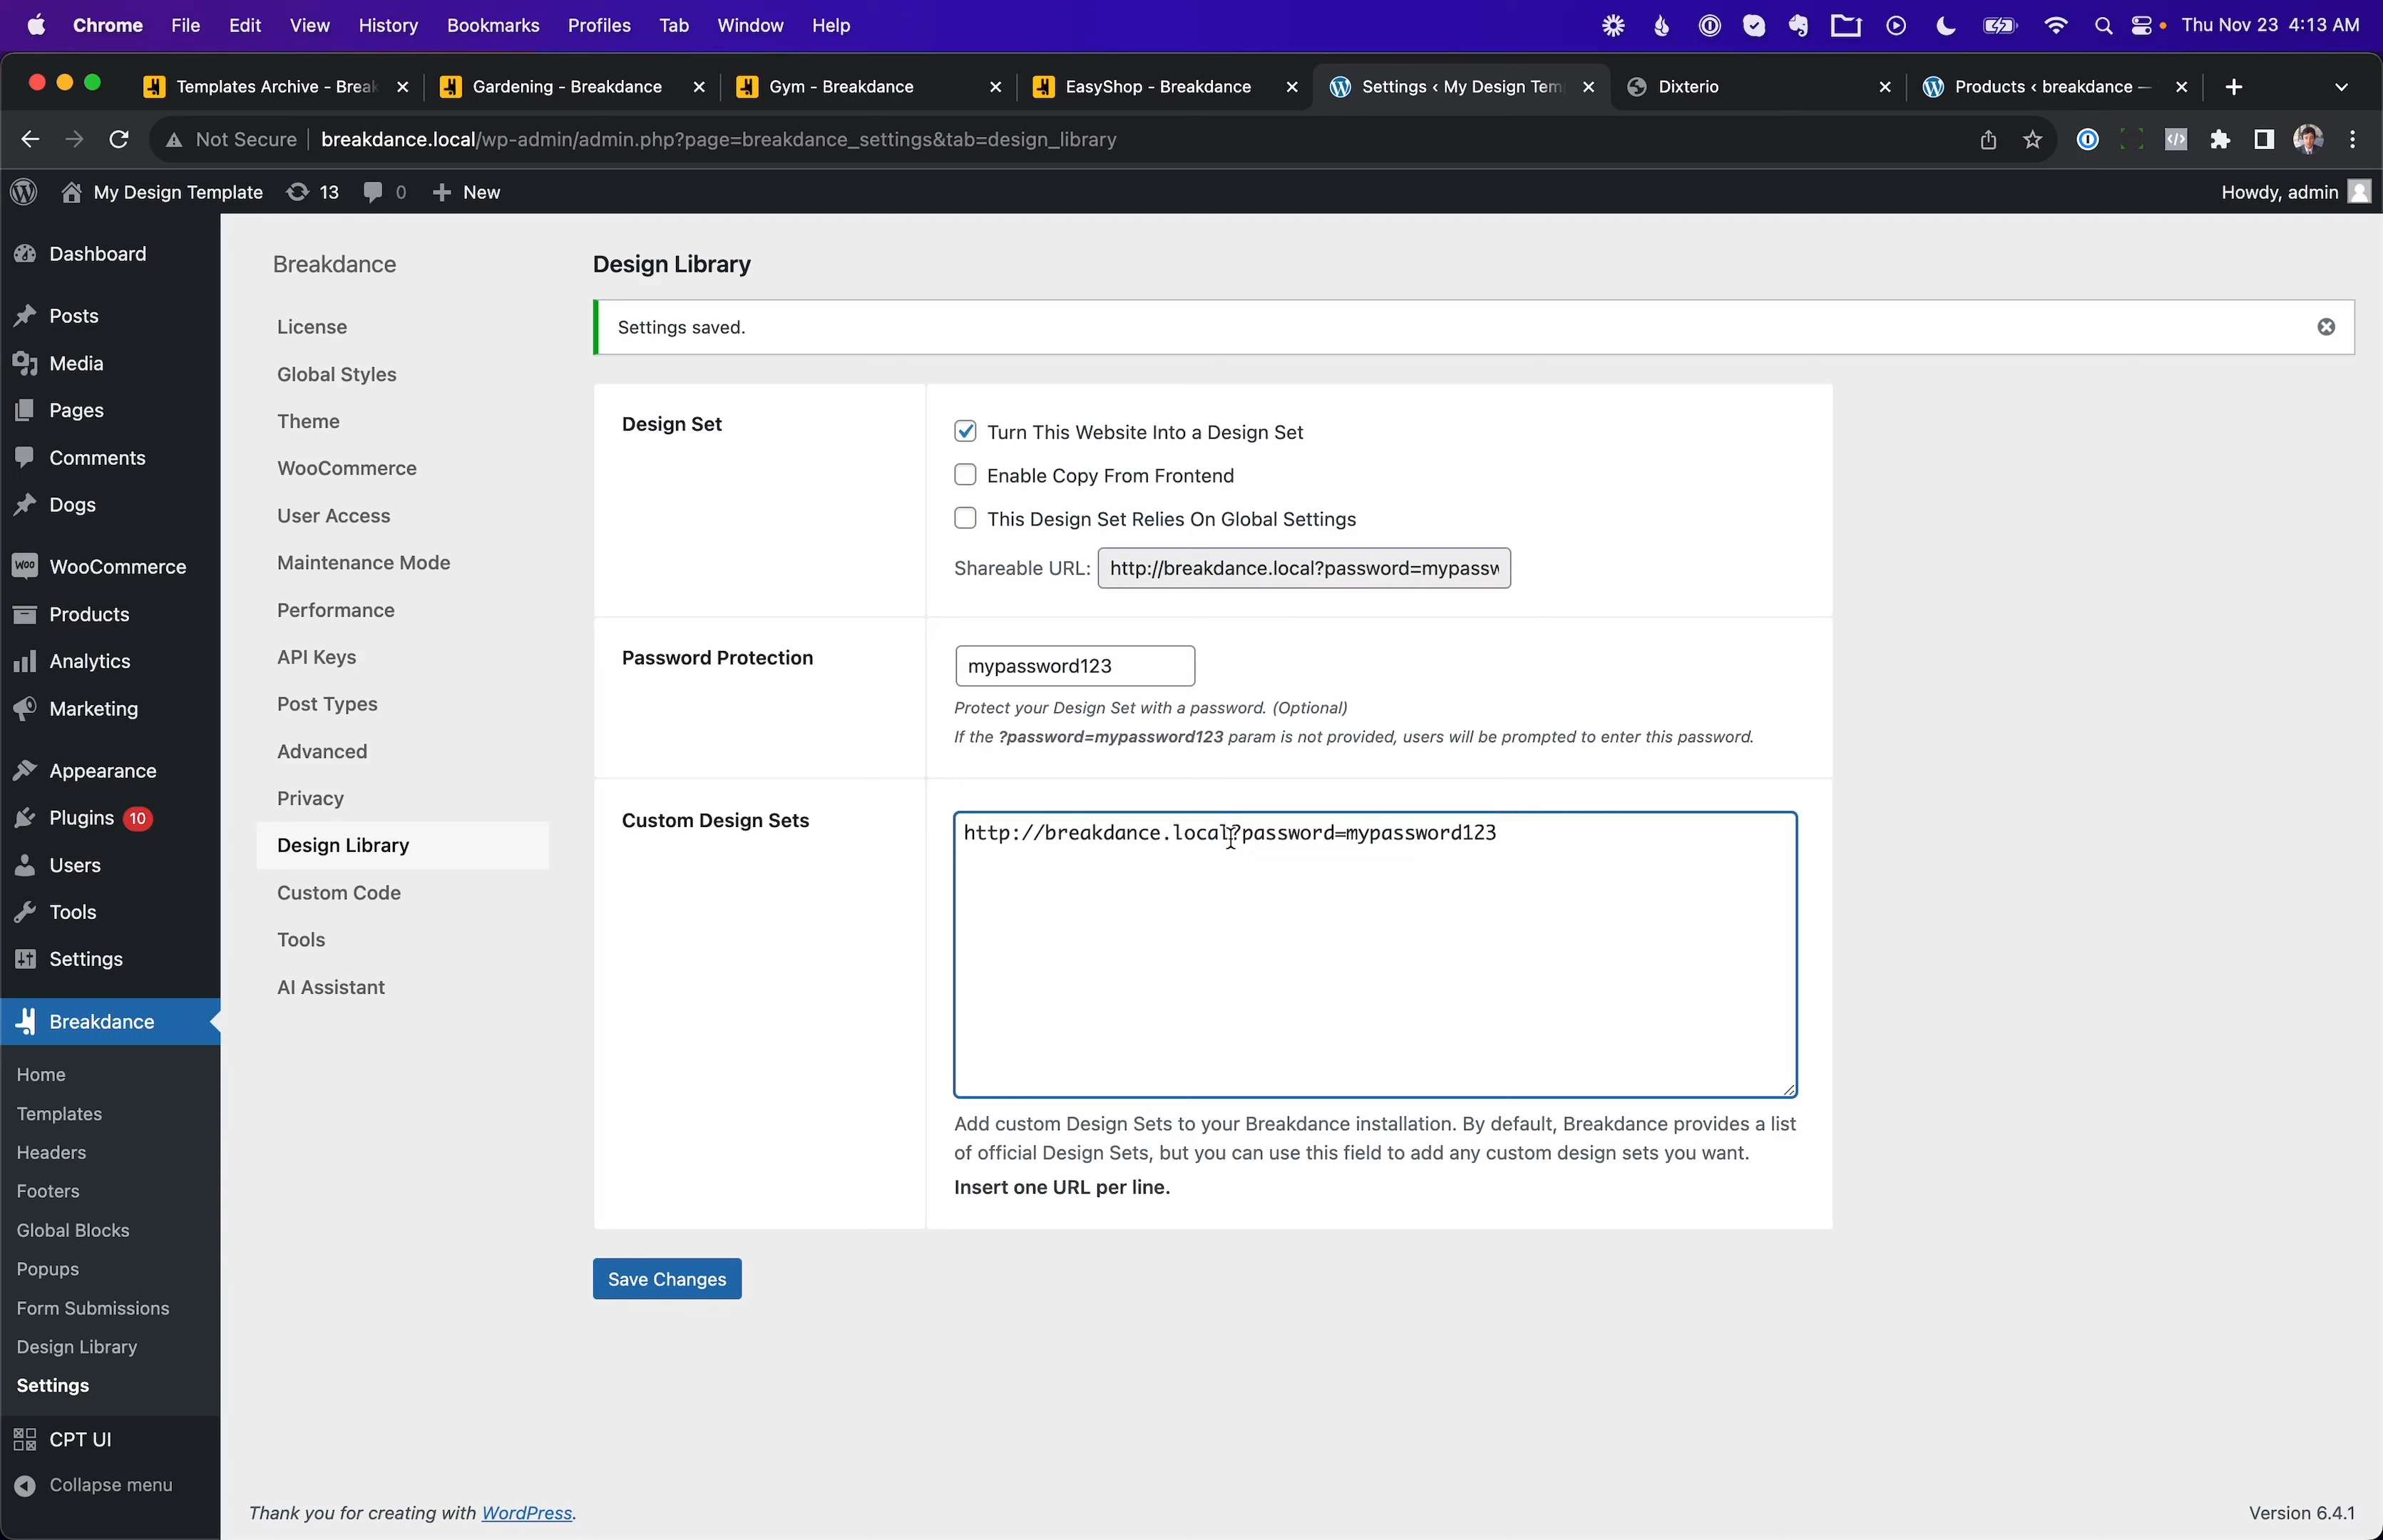 Chrome File Edit View History Bookmarks Profiles Tab Window Help Thu Nov 23 4:13 AM
Templates Archive - Break Gardening - Breakdance Gym - Breakdance EasyShop - Breakdance Settings ‹ My Design Tem Dixterio Products ‹ breakdance —
Not Secure breakdance.local/wp-admin/admin.php?page=breakdance_settings&tab=design_library
My Design Template 13 0 + New Howdy, admin
Dashboard
Posts
Media
Pages
Comments
Dogs
WooCommerce
Products
Analytics
Marketing
Appearance
Plugins 10
Users
Tools
Settings
Breakdance
Home
Templates
Headers
Footers
Global Blocks
Popups
Form Submissions
Design Library
Settings
CPT UI
Collapse menu
Breakdance
License
Global Styles
Theme
WooCommerce
User Access
Maintenance Mode
Performance
API Keys
Post Types
Advanced
Privacy
Design Library
Custom Code
Tools
AI Assistant
Design Library
Settings saved.
Design Set
Turn This Website Into a Design Set
Enable Copy From Frontend
This Design Set Relies On Global Settings
Shareable URL: http://breakdance.local?password=mypassw
Password Protection
mypassword123
Protect your Design Set with a password. (Optional)
If the ?password=mypassword123 param is not provided, users will be prompted to enter this password.
Custom Design Sets
http://breakdance.local?password=mypassword123
Add custom Design Sets to your Breakdance installation. By default, Breakdance provides a list
of official Design Sets, but you can use this field to add any custom design sets you want.
Insert one URL per line.
Save Changes
Thank you for creating with WordPress.
Version 6.4.1